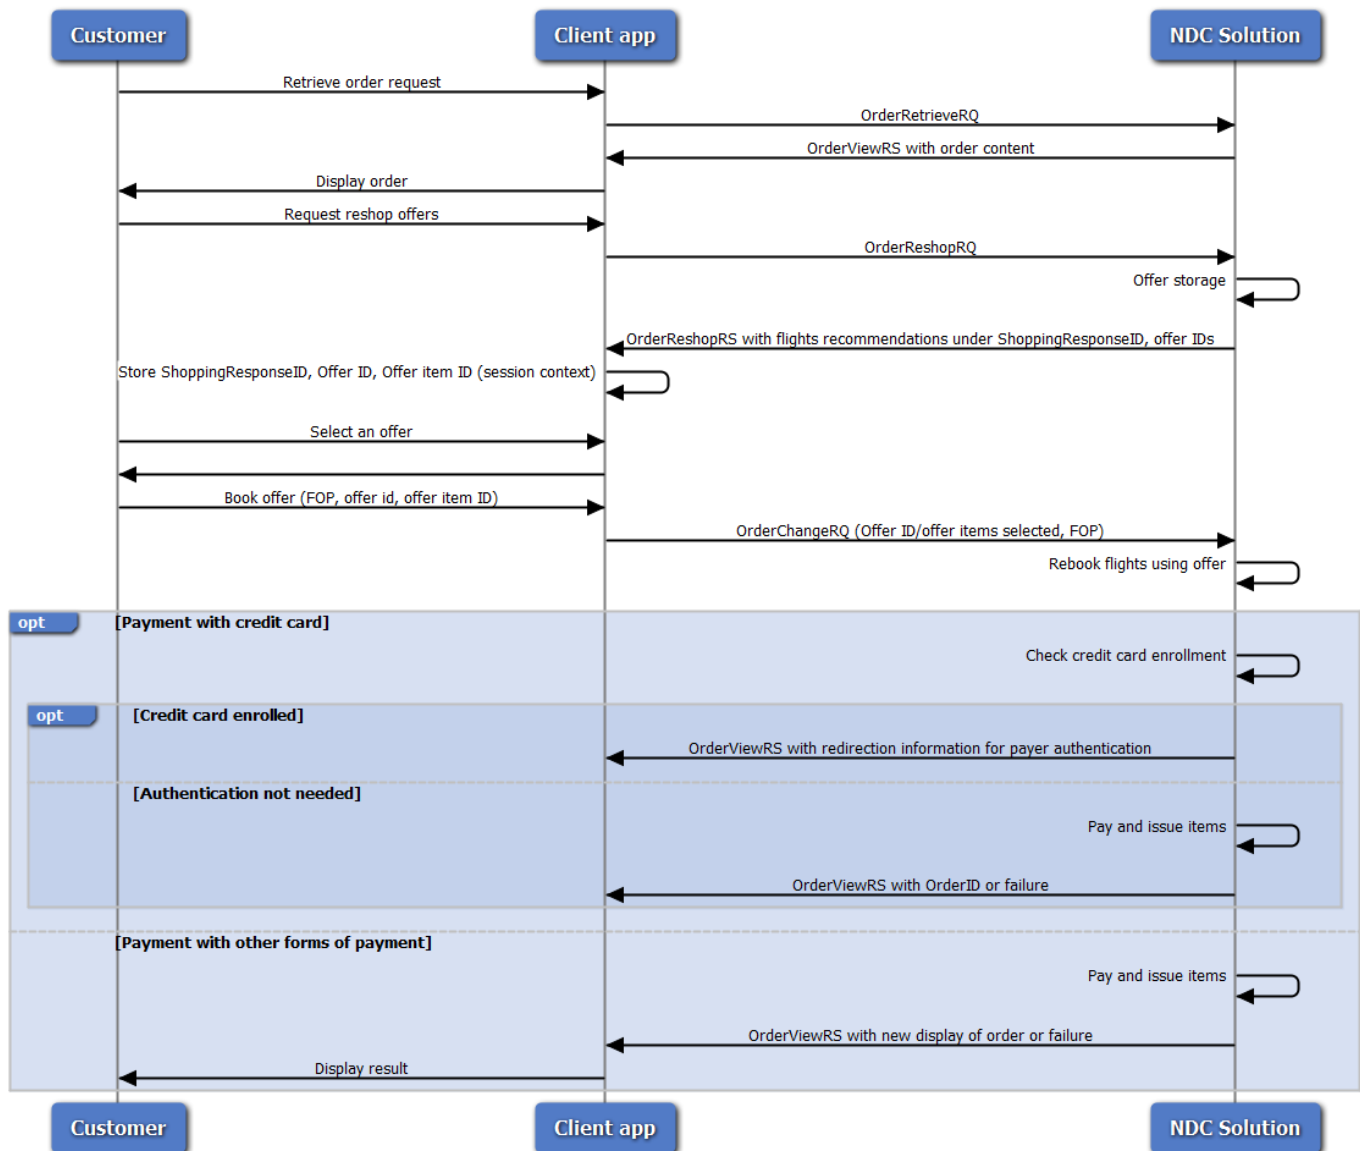 Customer
Client app
NDC Solution
Retrieve order request
OrderRetrieveRQ
OrderViewRS with order content
Display order
Request reshop offers
OrderReshopRQ
Offer storage
OrderReshopRS with flights recommendations under ShoppingResponseID, offer IDs
Store ShoppingResponseID, Offer ID, Offer item ID (session context)
Select an offer
Book offer (FOP, offer id, offer item ID)
OrderChangeRQ (Offer ID/offer items selected, FOP)
Rebook flights using offer
opt
[Payment with credit card]
Check credit card enrollment
opt
[Credit card enrolled]
OrderViewRS with redirection information for payer authentication
[Authentication not needed]
Pay and issue items
OrderViewRS with OrderID or failure
[Payment with other forms of payment]
Pay and issue items
OrderViewRS with new display of order or failure
Display result
Customer
Client app
NDC Solution